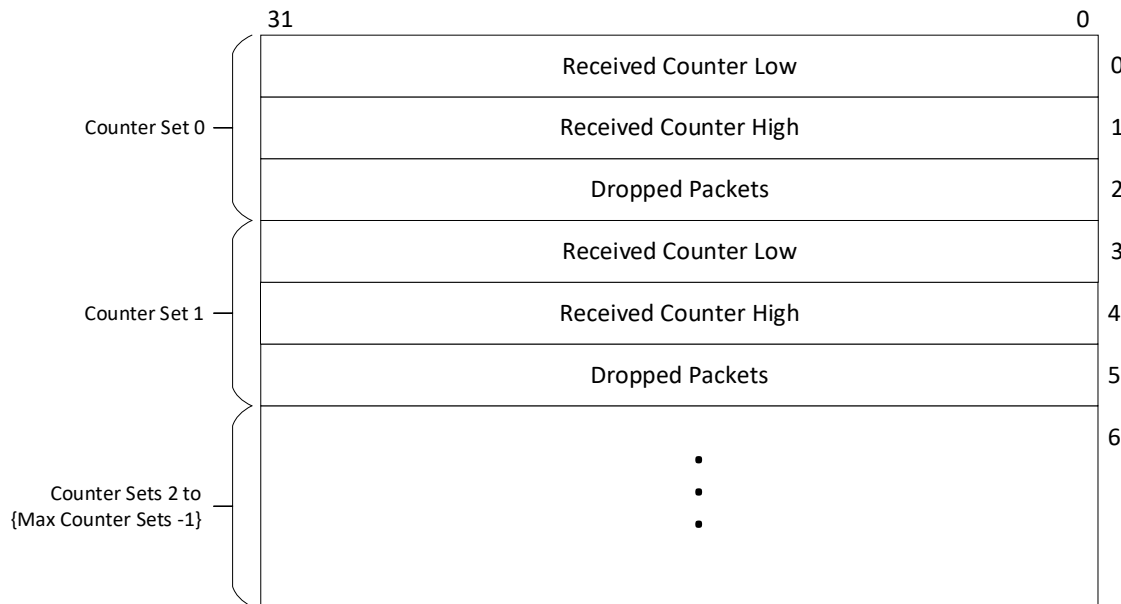 31 0
Received Counter Low 0
Counter Set 0 Received Counter High 1
Dropped Packets 2
Received Counter Low 3
Counter Set 1 Received Counter High 4
Dropped Packets 5
6
Counter Sets 2 to
{Max Counter Sets -1}